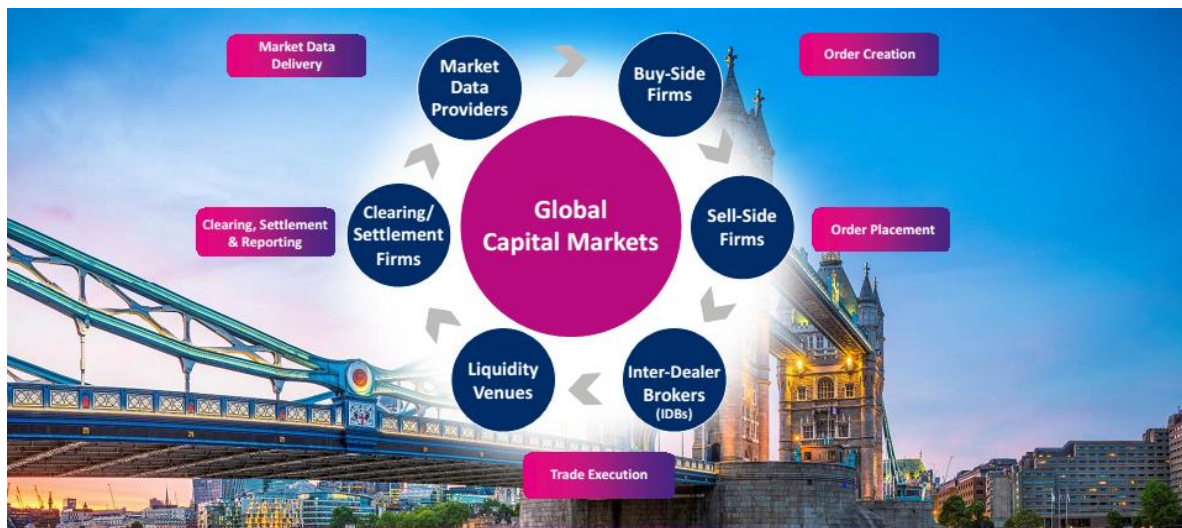 Market Data
Delivery
Market
Data
Providers
Buy-Side
Firms
Order Creation
Clearing, Settlement
& Reporting
Clearing/
Settlement
Firms
Global
Capital Markets
Sell-Side
Firms
Order Placement
Liquidity
Venues
Inter-Dealer
Brokers
(IDBs)
Trade Execution